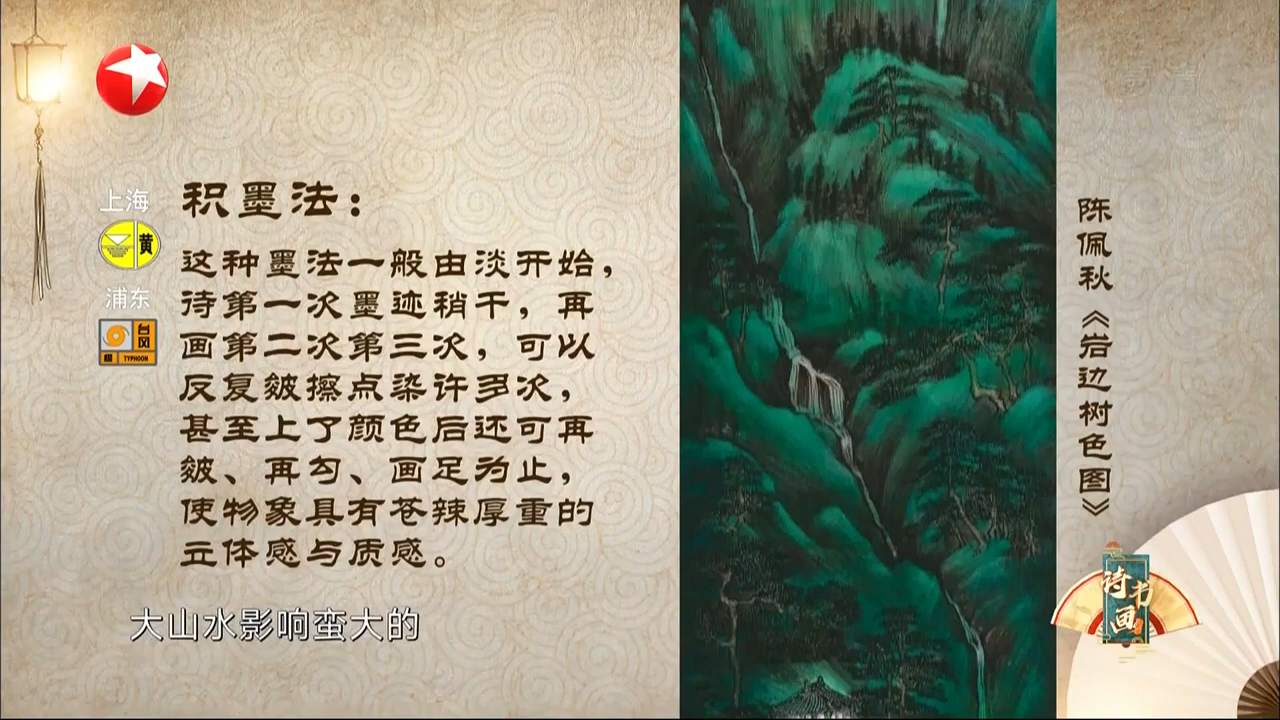 上海
黄
浦东
台风
橙
TYPHOON
积墨法：
这种墨法一般由淡开始，
待第一次墨迹稍干，再
画第二次第三次，可以
反复皴擦点染许多次，
甚至上了颜色后还可再
皴、再勾、画足为止，
使物象具有苍辣厚重的
立体感与质感。
大山水影响蛮大的
陈佩秋《岩边树色图》
诗书画